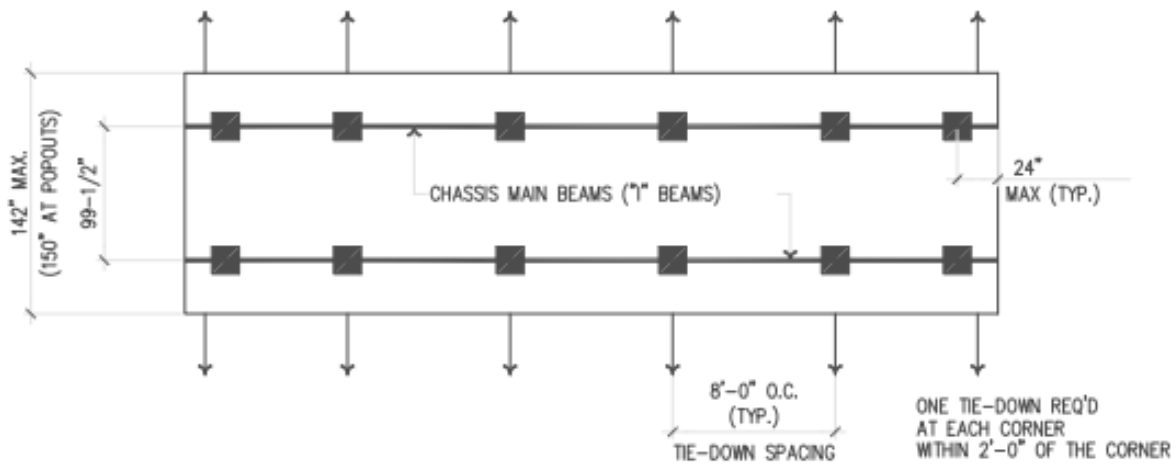 142" MAX.
(150" AT POPOUTS)
99-1/2"
CHASSIS MAIN BEAMS ("I" BEAMS)
24"
MAX (TYP.)
8'-0" O.C.
(TYP.)
TIE-DOWN SPACING
ONE TIE-DOWN REQ'D
AT EACH CORNER
WITHIN 2'-0" OF THE CORNER